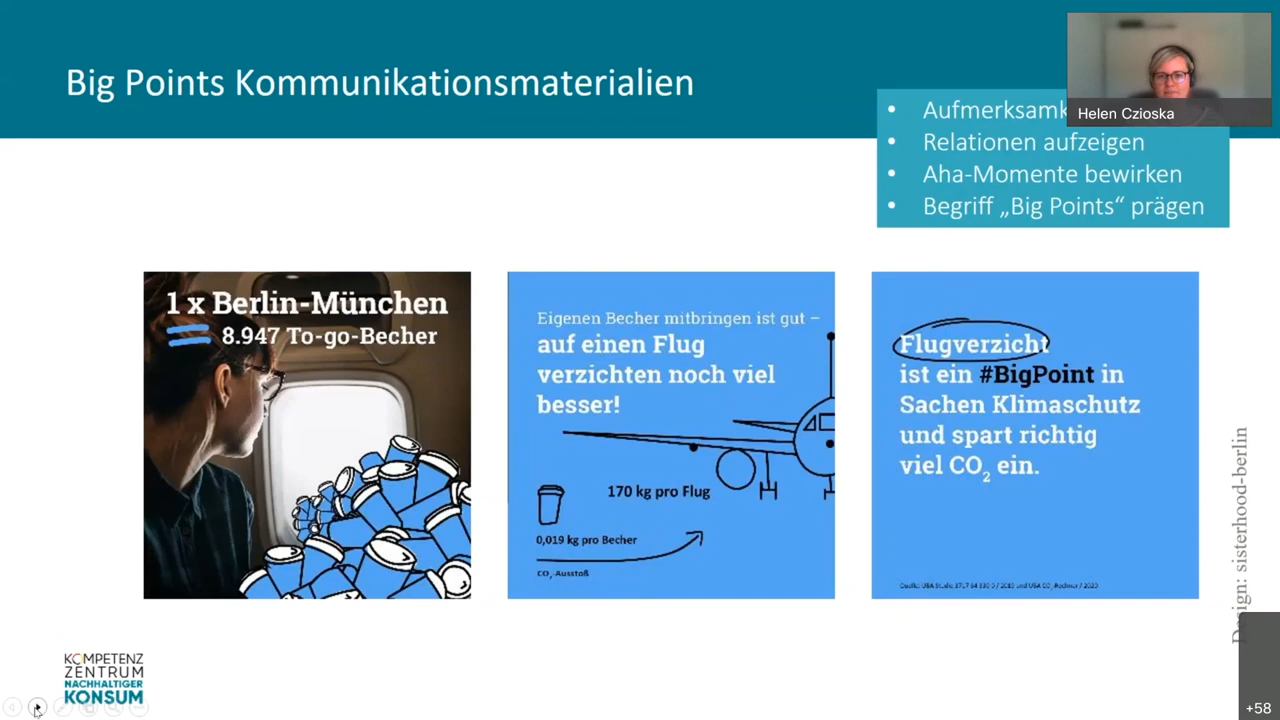 Big Points Kommunikationsmaterialien
Helen Czioska
• Relationen aufzeigen
• Aha-Momente bewirken
• Begriff „Big Points“ prägen
1 x Berlin-München
8.947 To-go-Becher
Eigenen Becher mitbringen ist gut –
auf einen Flug
verzichten noch viel
besser!
170 kg pro Flug
0,019 kg pro Becher
CO₂-Ausstoß
Flugverzicht
ist ein #BigPoint in
Sachen Klimaschutz
und spart richtig
viel CO₂ ein.
Design: sisterhood-berlin
KOMPETENZ
ZENTRUM
NACHHALTIGER
KONSUM
+58